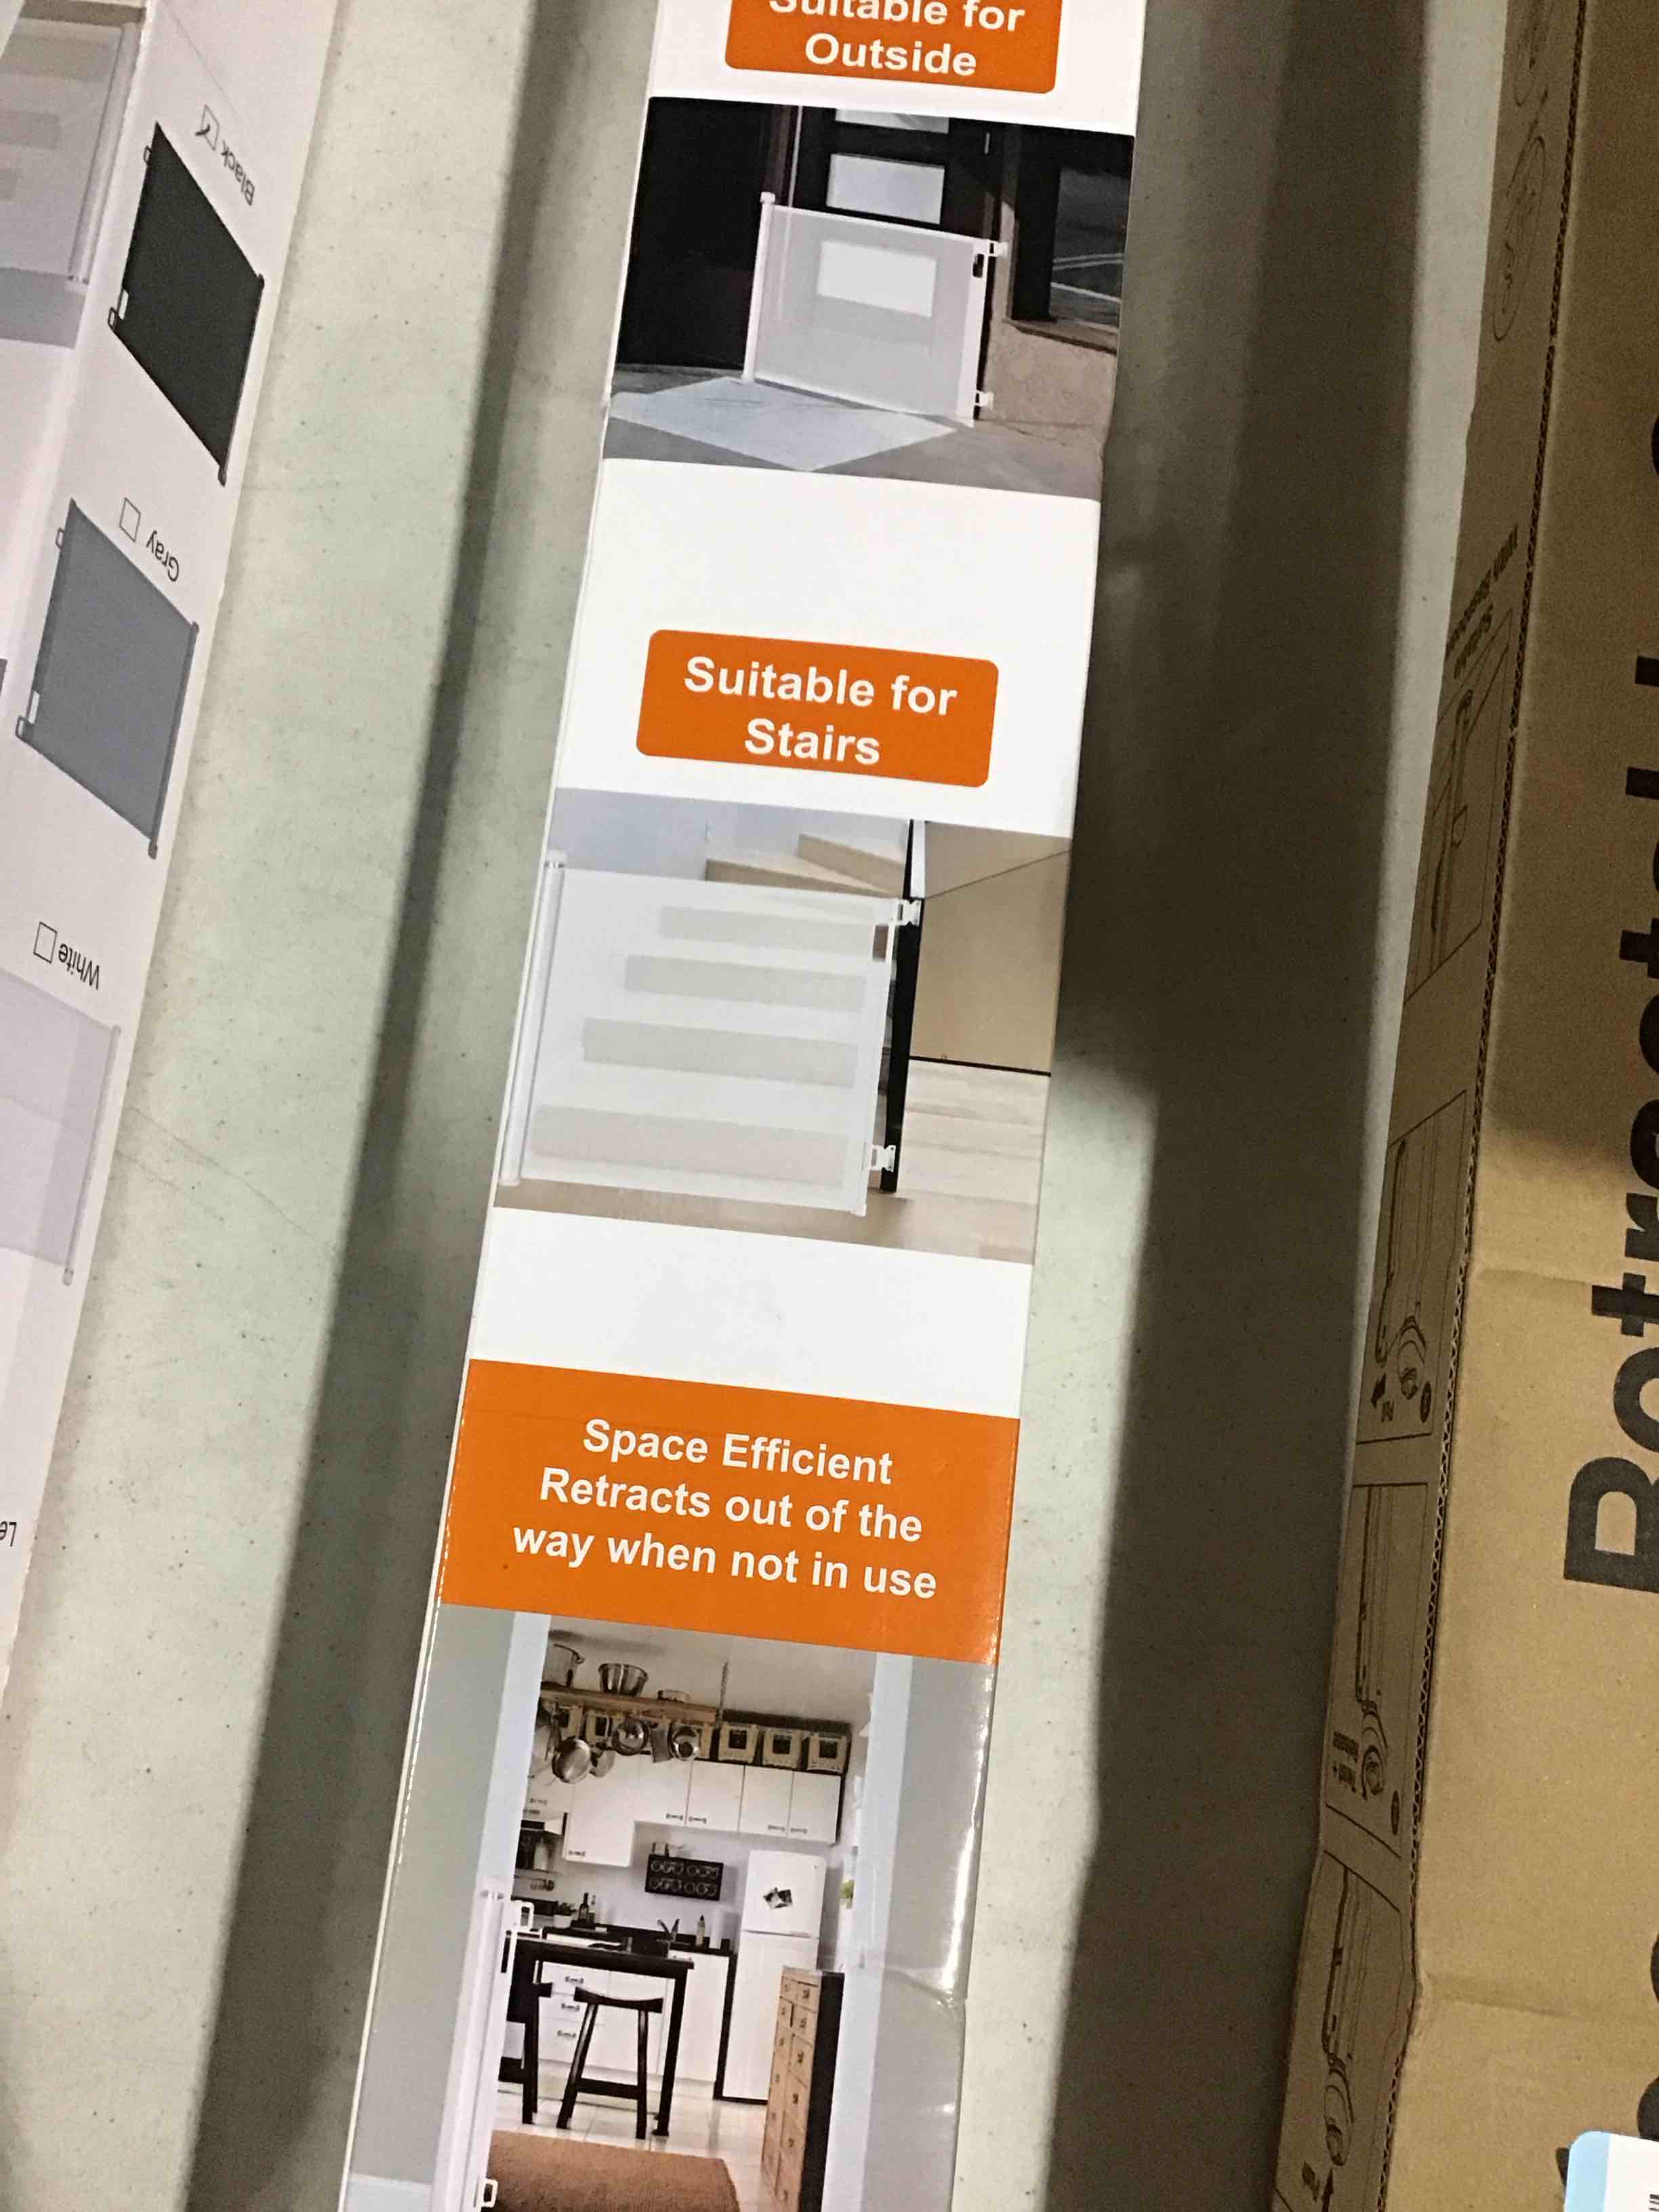 Suitable for
Outside
Suitable for
Stairs
Space Efficient
Retracts out of the
way when not in use
Black
Gray
White